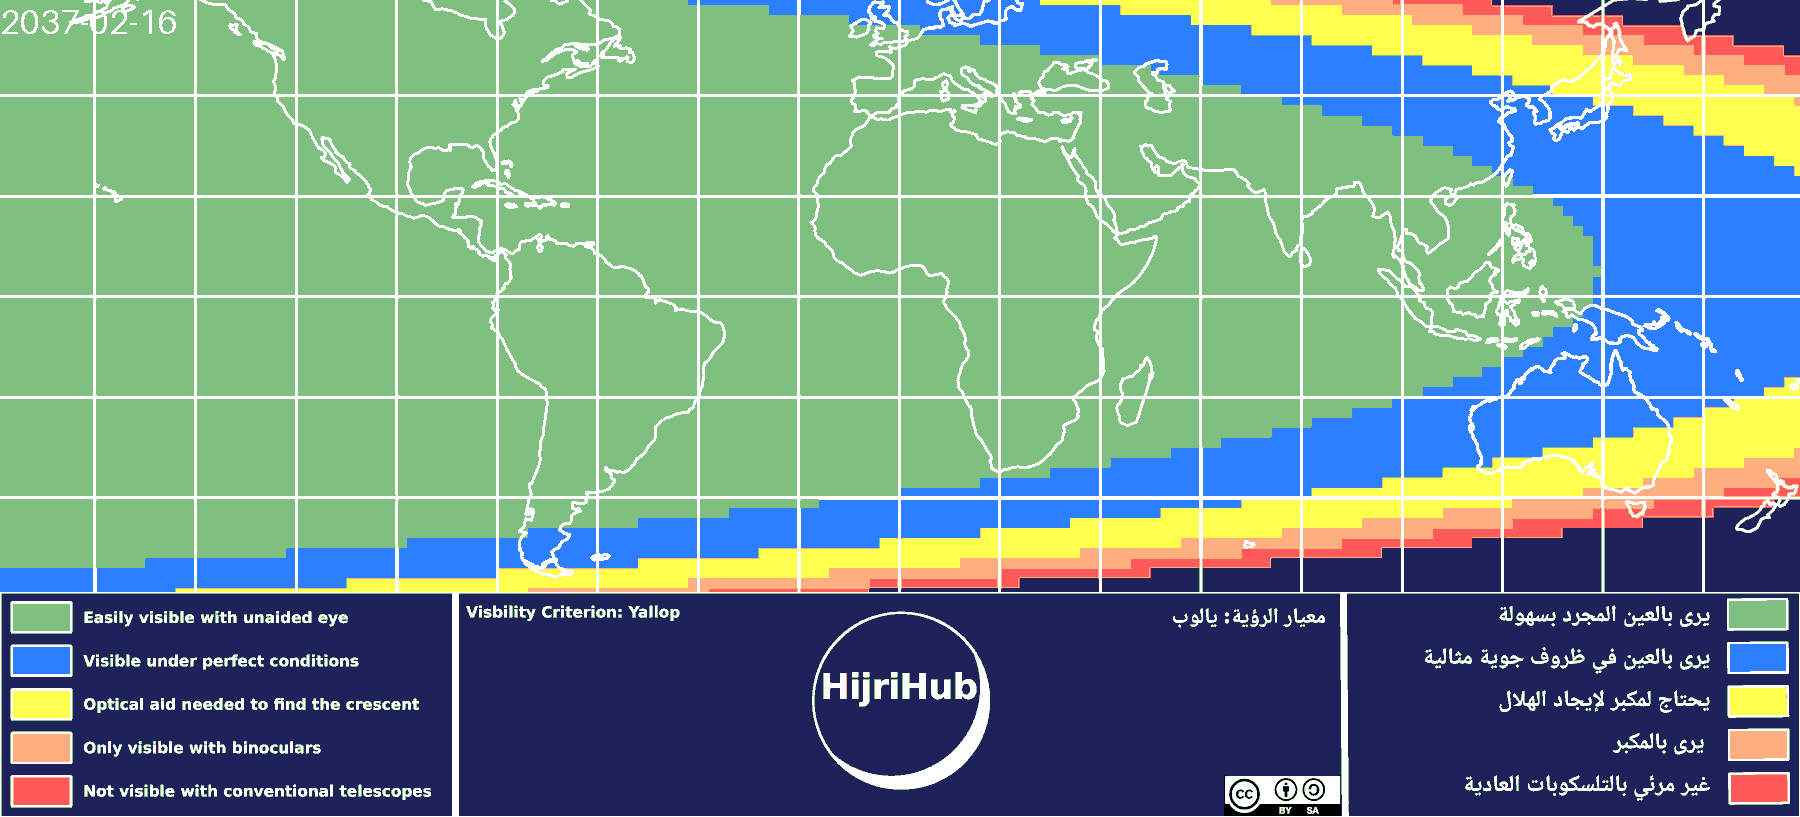 2037-02-16
Easily visible with unaided eye
Visible under perfect conditions
Optical aid needed to find the crescent
Only visible with binoculars
Not visible with conventional telescopes
Visbility Criterion: Yallop
معيار الرؤية: يالوب
HijriHub
cc
BY SA
يرى بالعين المجرد بسهولة
يرى بالعين في ظروف جوية مثالية
يحتاج لمكبر لإيجاد الهلال
يرى بالمكبر
غير مرئي بالتلسكوبات العادية